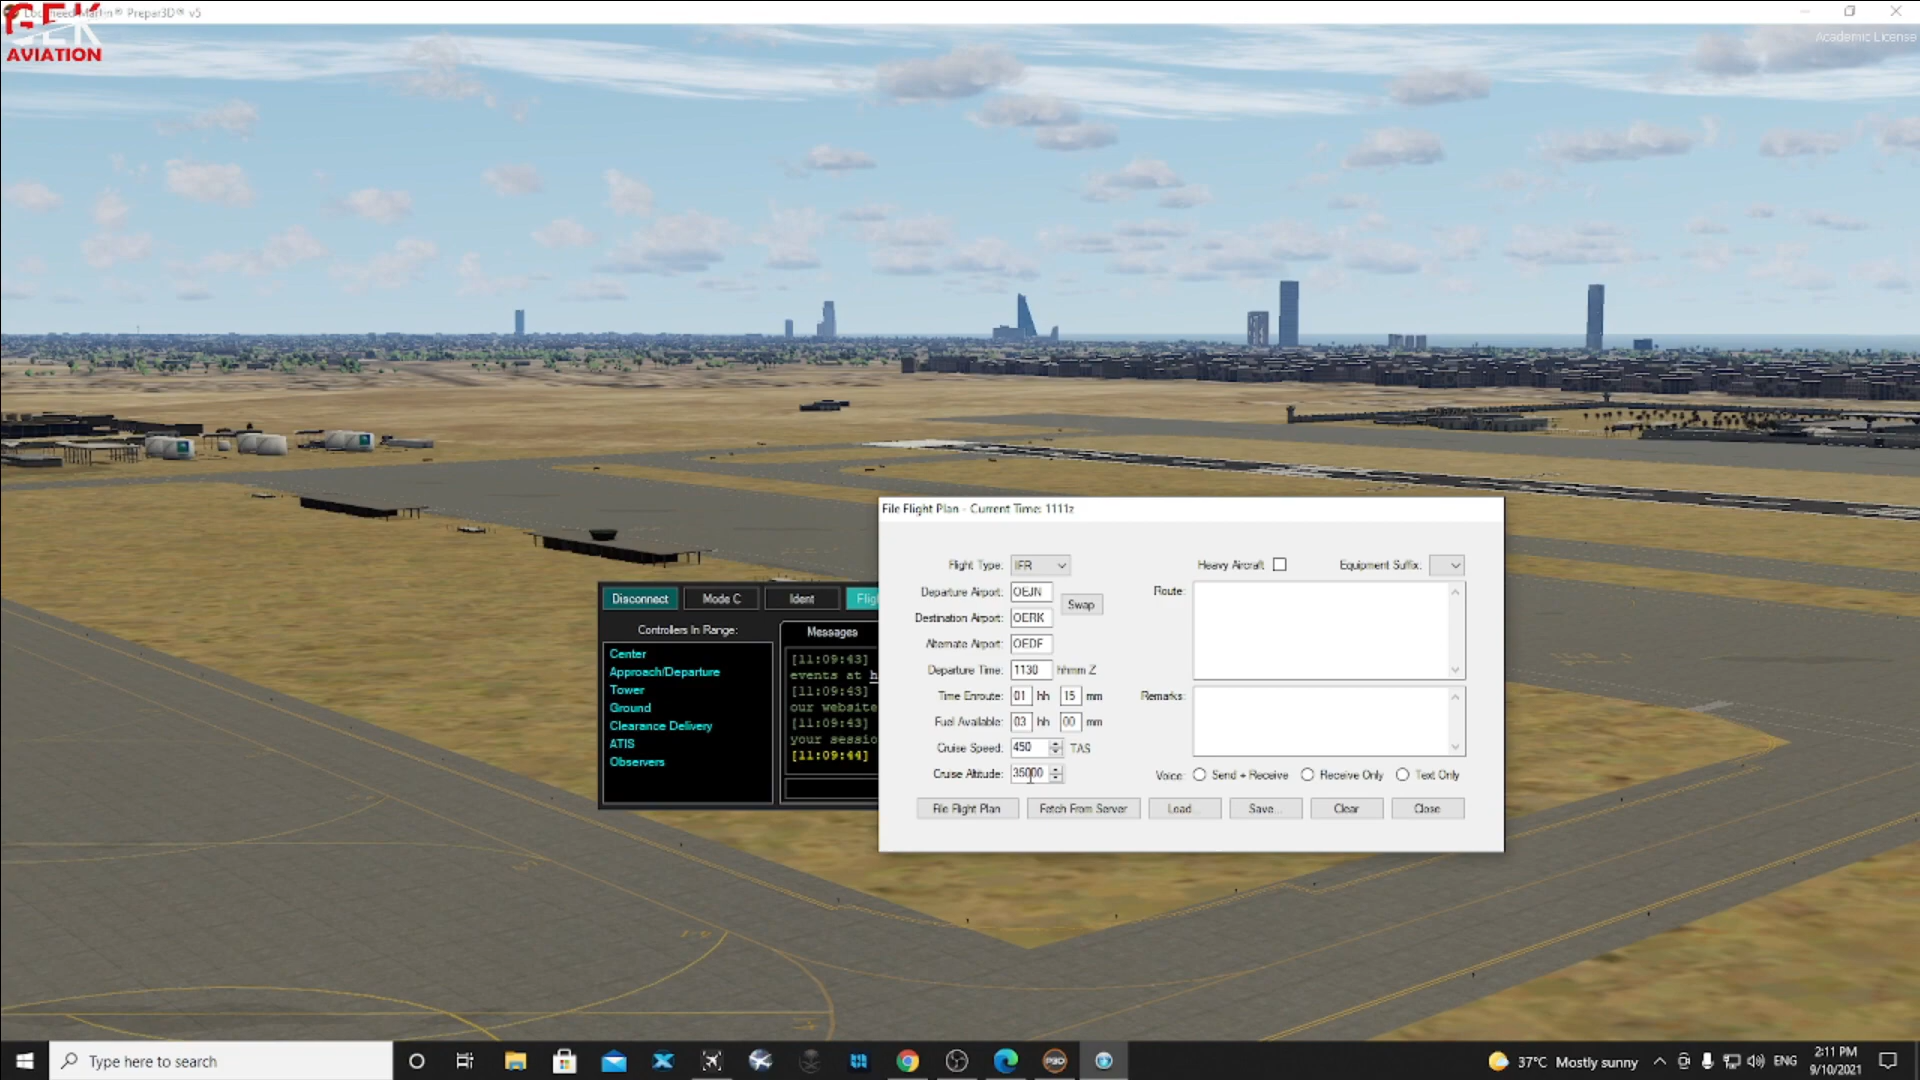 Lockheed Martin® Prepar3D® v5
GEK
AVIATION
Academic License
File Flight Plan - Current Time: 1111z
Flight Type: IFR
Heavy Aircraft
Equipment Suffix:
Departure Airport: OEJN
Swap
Route:
Destination Airport: OERK
Alternate Airport: OEDF
Departure Time: 1130 hhmm Z
Time Enroute: 01 hh 15 mm
Remarks:
Fuel Available: 03 hh 00 mm
Cruise Speed: 450 TAS
Cruise Altitude: 35000
Voice: Send + Receive Receive Only Text Only
File Flight Plan Fetch From Server Load... Save... Clear Close
Disconnect Mode C Ident Flig
Controllers In Range:
Center
Approach/Departure
Tower
Ground
Clearance Delivery
ATIS
Observers
Messages
[11:09:43]
events at h
[11:09:43]
our website
[11:09:43]
your sessio
[11:09:44]
Type here to search
P3D
37°C Mostly sunny
ENG
2:11 PM
9/10/2021